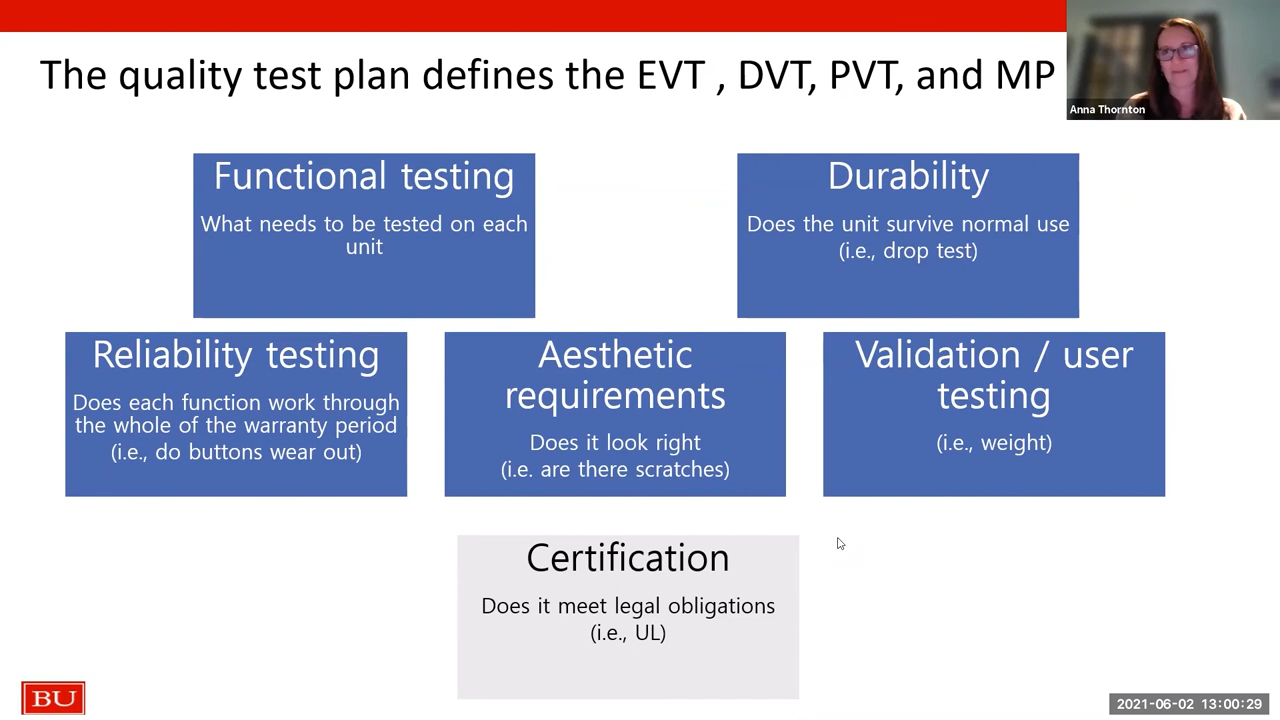 The quality test plan defines the EVT , DVT, PVT, and MP
Anna Thornton
Functional testing
What needs to be tested on each
unit
Durability
Does the unit survive normal use
(i.e., drop test)
Reliability testing
Does each function work through
the whole of the warranty period
(i.e., do buttons wear out)
Aesthetic
requirements
Does it look right
(i.e. are there scratches)
Validation / user
testing
(i.e., weight)
Certification
Does it meet legal obligations
(i.e., UL)
BU
2021-06-02 13:00:29